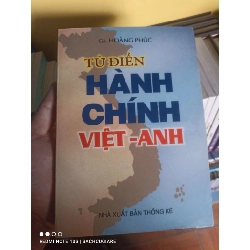 Gs. HOÀNG PHÚC
TỪ ĐIỂN
HÀNH
CHÍNH
VIỆT-ANH
NHÀ XUẤT BẢN THỐNG KÊ